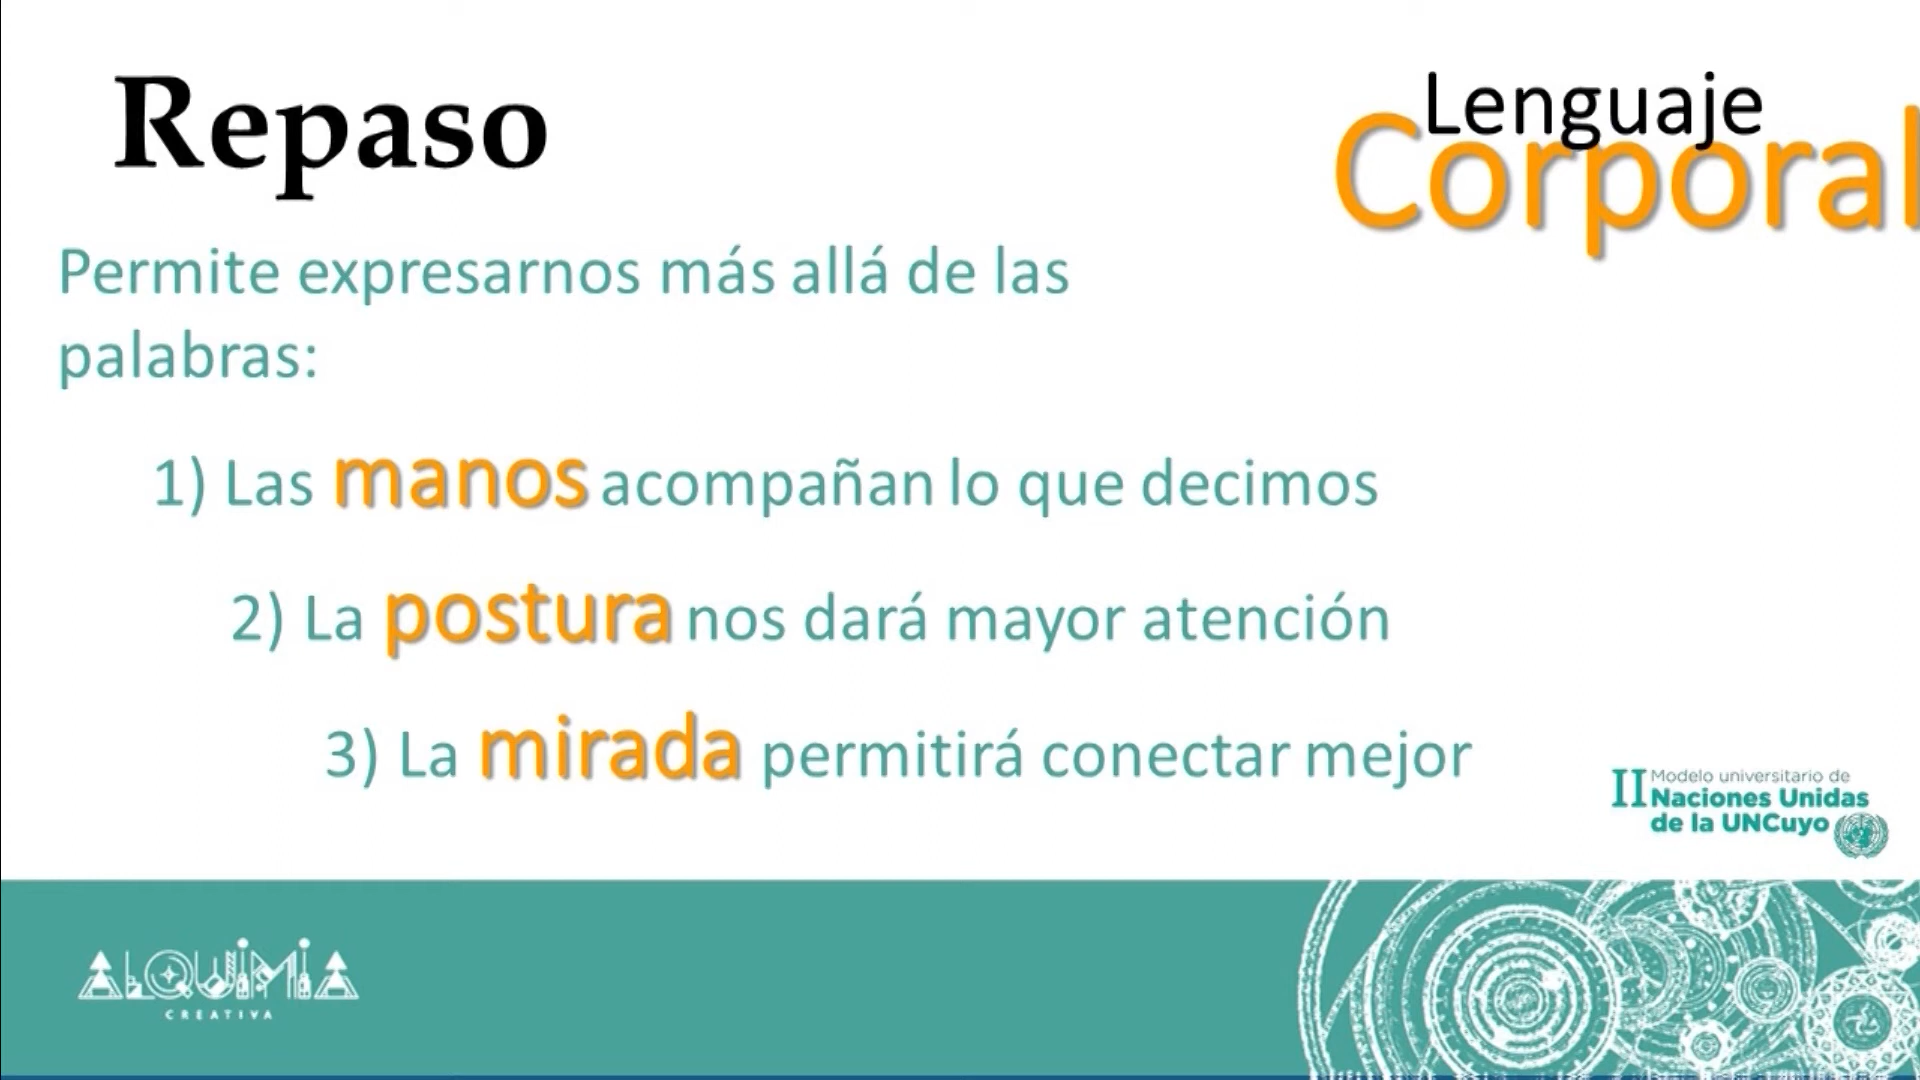 Repaso
Lenguaje
Corporal
Permite expresarnos más allá de las
palabras:
1) Las manos acompañan lo que decimos
2) La postura nos dará mayor atención
3) La mirada permitirá conectar mejor
II Modelo universitario de
Naciones Unidas
de la UNCuyo
ALQUIMIA
CREATIVA